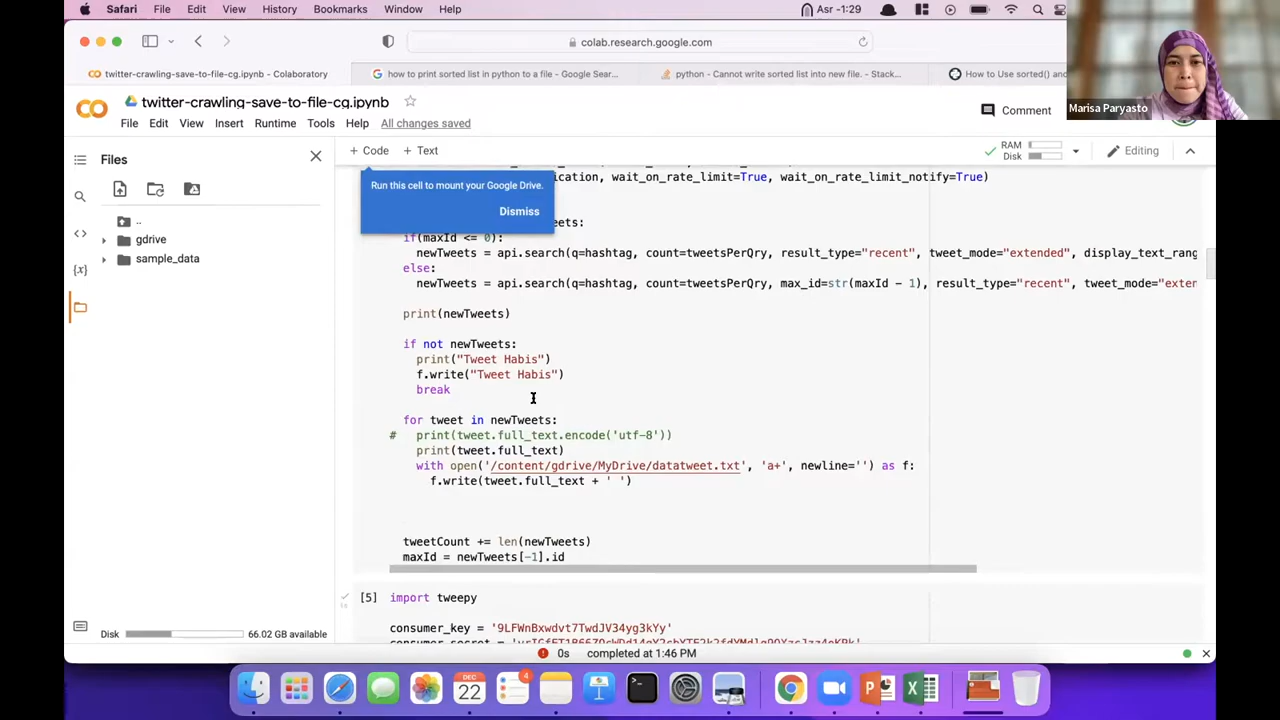 Safari File Edit View History Bookmarks Window Help Asr -1:29
colab.research.google.com
twitter-crawling-save-to-file-cg.ipynb - Colaboratory
how to print sorted list in python to a file - Google Sear...
python - Cannot write sorted list into new file. - Stack...
How to Use sorted() and
Marisa Paryasto
twitter-crawling-save-to-file-cg.ipynb
File Edit View Insert Runtime Tools Help All changes saved
Comment
Files
+ Code + Text
RAM
Disk
Editing
Run this cell to mount your Google Drive.
Dismiss
..
gdrive
sample_data
{x}
ication, wait_on_rate_limit=True, wait_on_rate_limit_notify=True)
eets:
if(maxId <= 0):
newTweets = api.search(q=hashtag, count=tweetsPerQry, result_type="recent", tweet_mode="extended", display_text_rang
else:
newTweets = api.search(q=hashtag, count=tweetsPerQry, max_id=str(maxId - 1), result_type="recent", tweet_mode="exten
print(newTweets)
if not newTweets:
print("Tweet Habis")
f.write("Tweet Habis")
break
for tweet in newTweets:
# print(tweet.full_text.encode('utf-8'))
print(tweet.full_text)
with open('/content/gdrive/MyDrive/datatweet.txt', 'a+', newline='') as f:
f.write(tweet.full_text + ' ')
tweetCount += len(newTweets)
maxId = newTweets[-1].id
[5] import tweepy
consumer_key = '9LFWnBxwdvt7TwdJV34yg3kYy'
Disk 66.02 GB available
0s completed at 1:46 PM
DEC
22
4